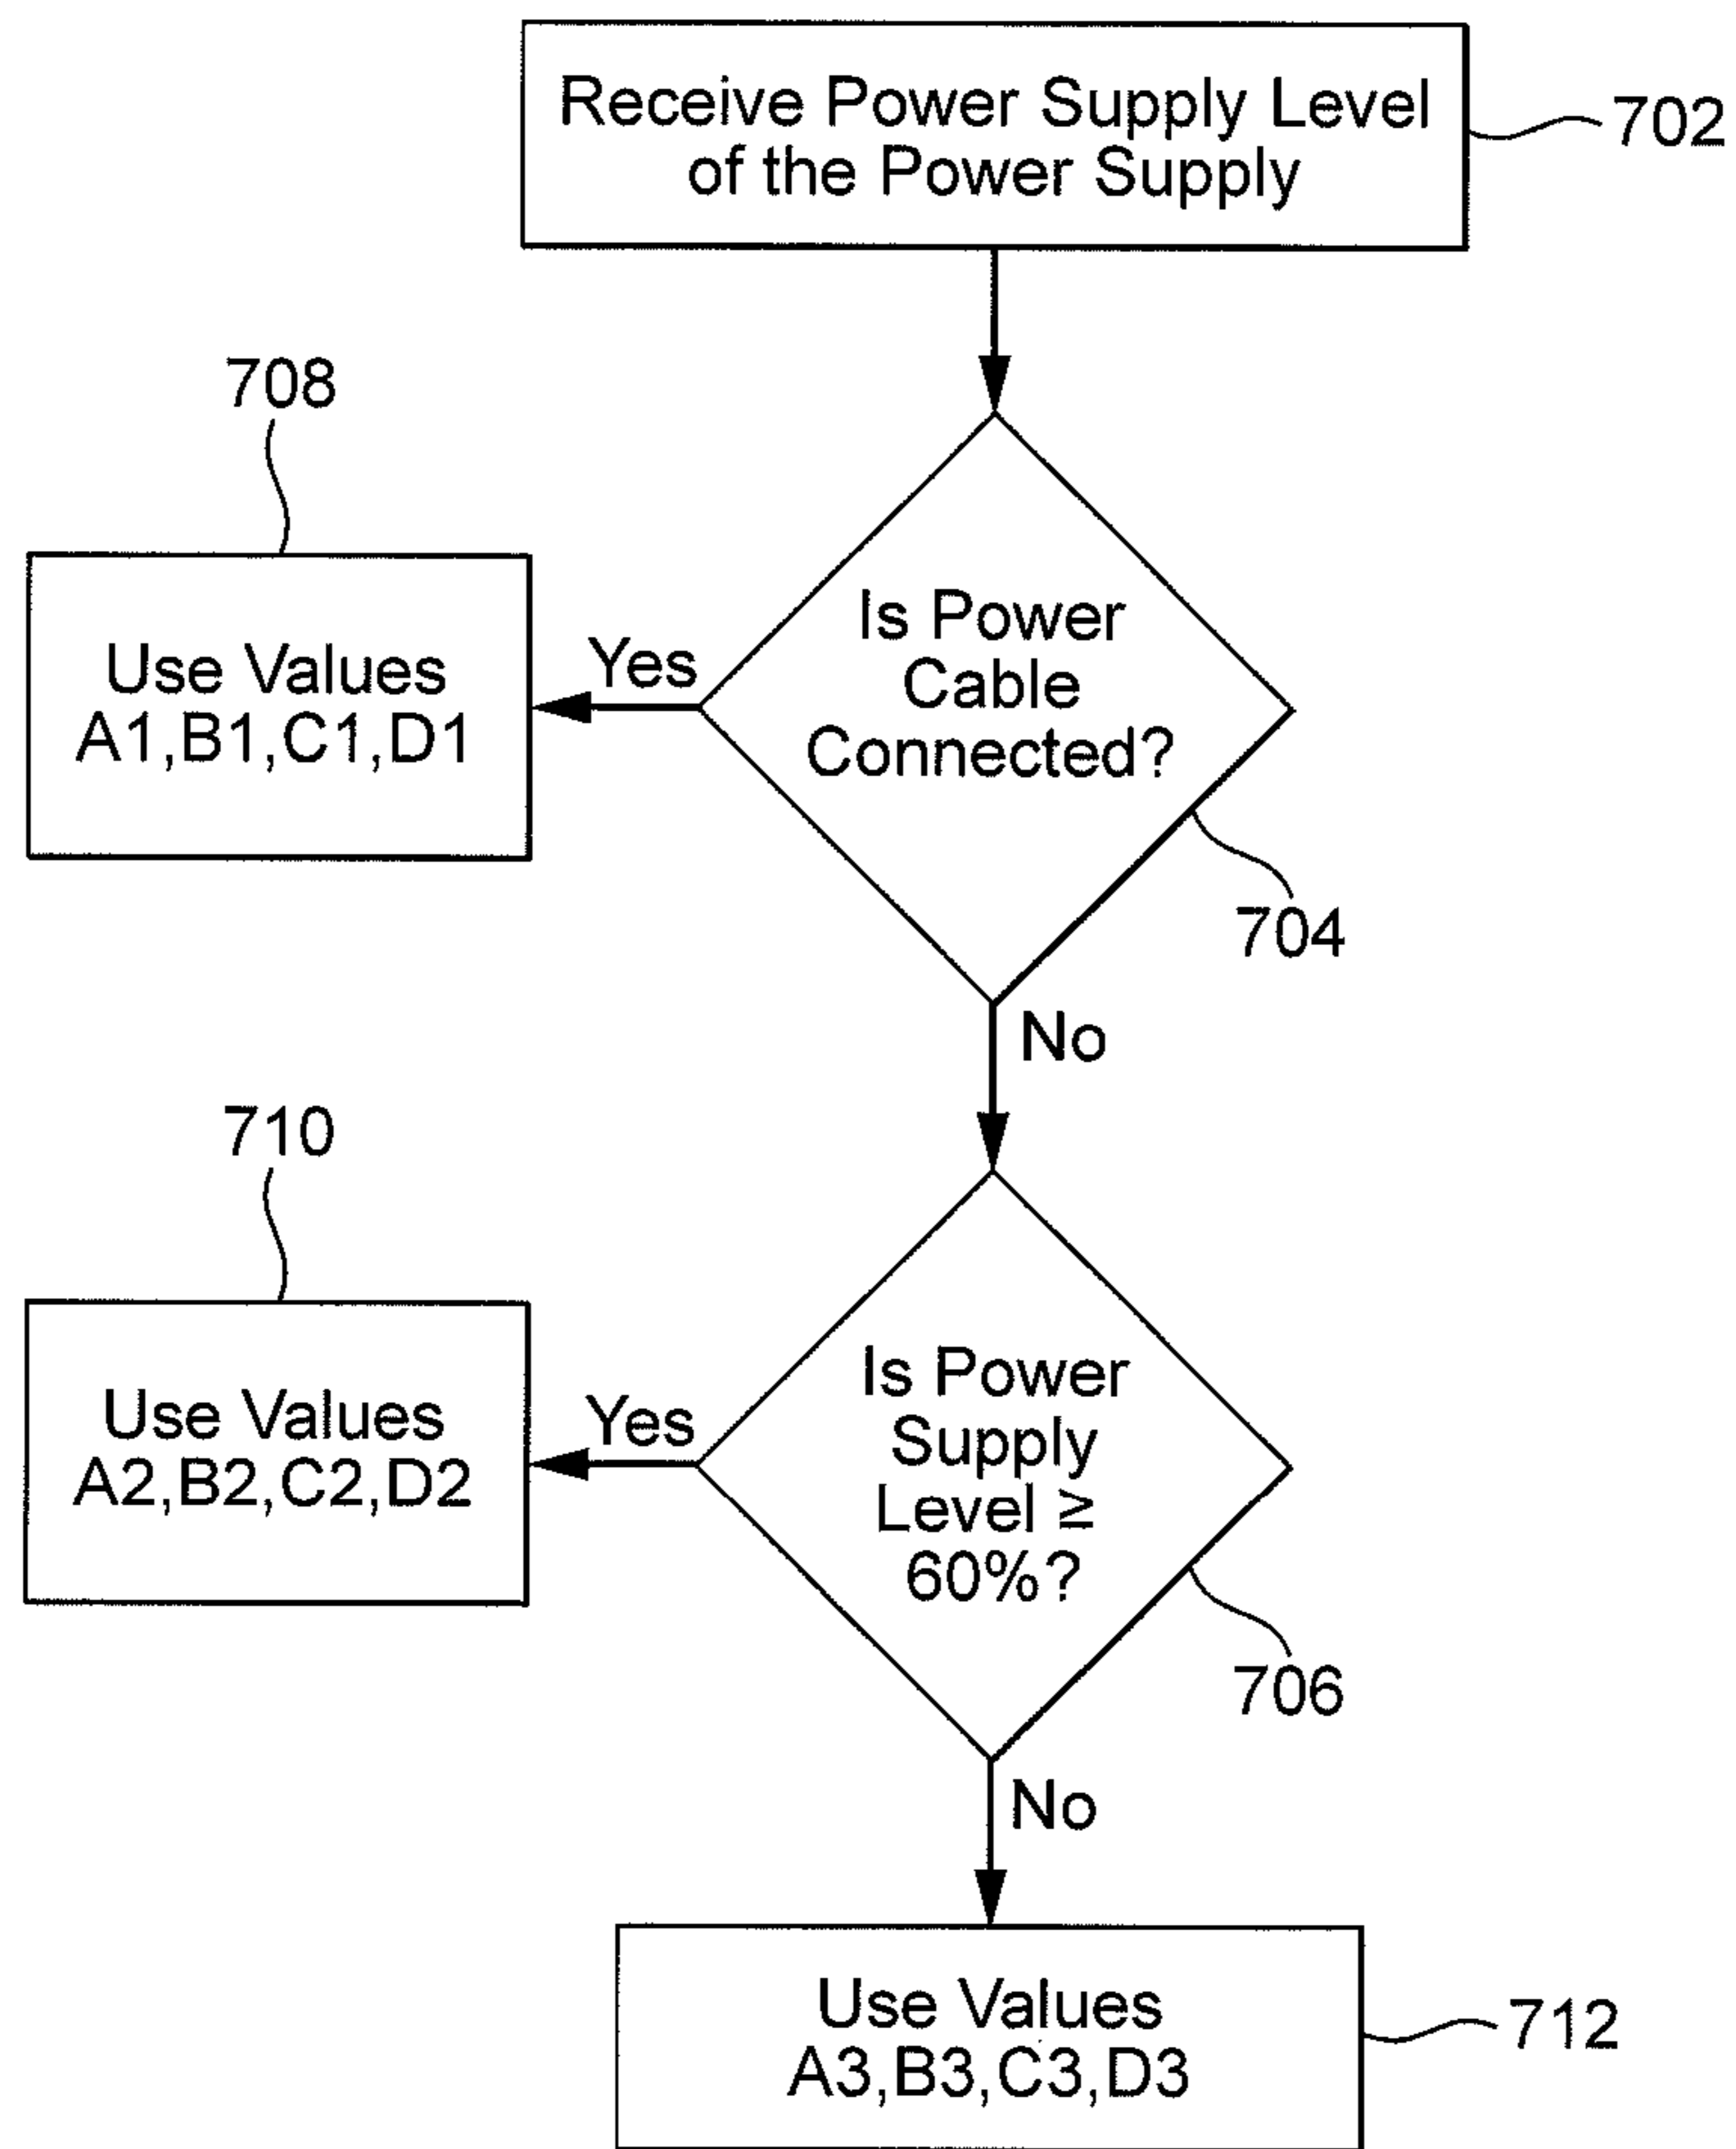 Receive Power Supply Level
of the Power Supply
702
708
Use Values
A1,B1,C1,D1
Yes
Is Power
Cable
Connected?
704
No
710
Use Values
A2,B2,C2,D2
Yes
Is Power
Supply
Level ≥
60%?
706
No
Use Values
A3,B3,C3,D3
712